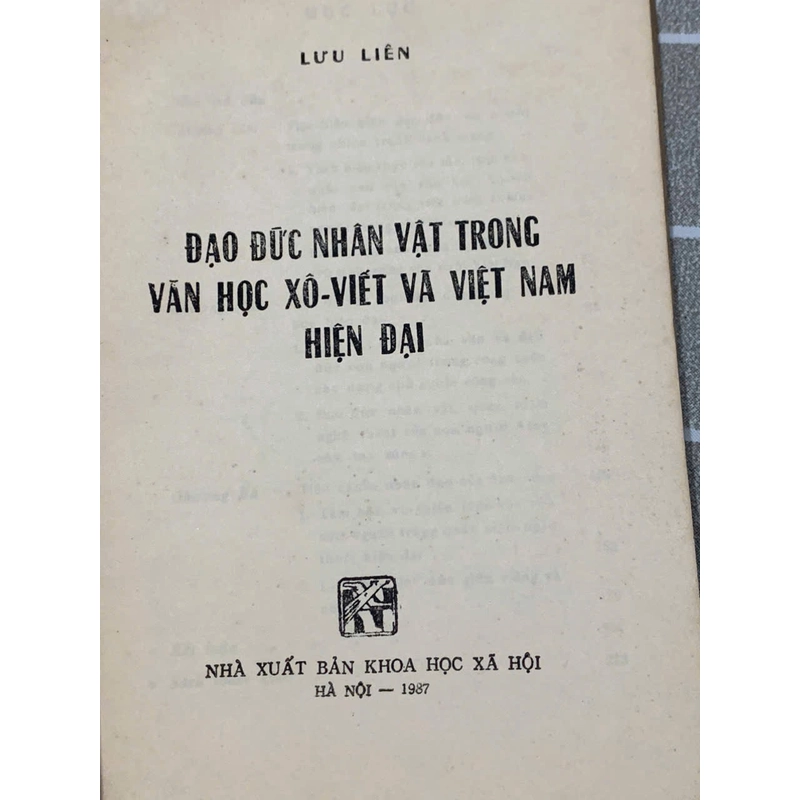 LƯU LIÊN
ĐẠO ĐỨC NHÂN VẬT TRONG
VĂN HỌC XÔ-VIẾT VÃ VIỆT NAM
HIỆN ĐẠI
NHÀ XUẤT BẢN KHOA HỌC XÃ HỘI
HÀ NỘI — 1987